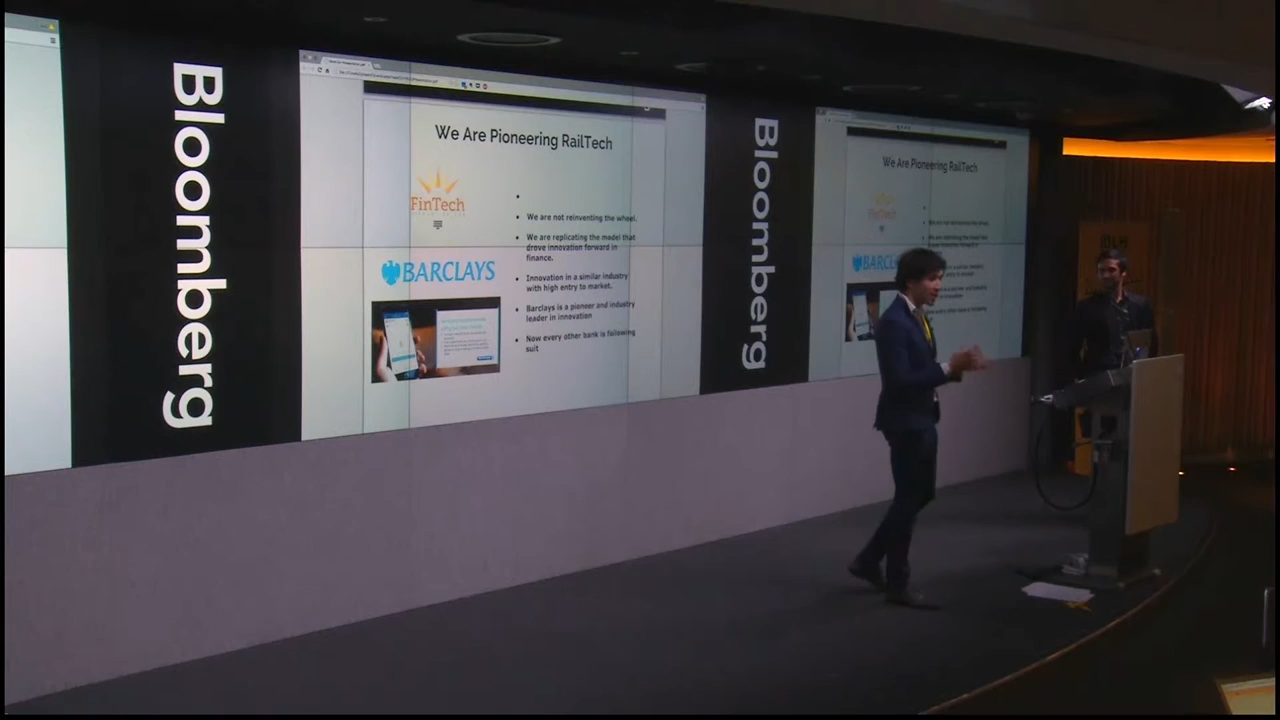 Bloomberg
We Are Pioneering RailTech
FinTech
BARCLAYS
• We are not reinventing the wheel.
• We are replicating the model that
drove innovation forward in
finance.
• Innovation in a similar industry
with high entry to market.
• Barclays is a pioneer and industry
leader in innovation
• Now every other bank is following
suit
Bloomberg
We Are Pioneering RailTech
FinTech